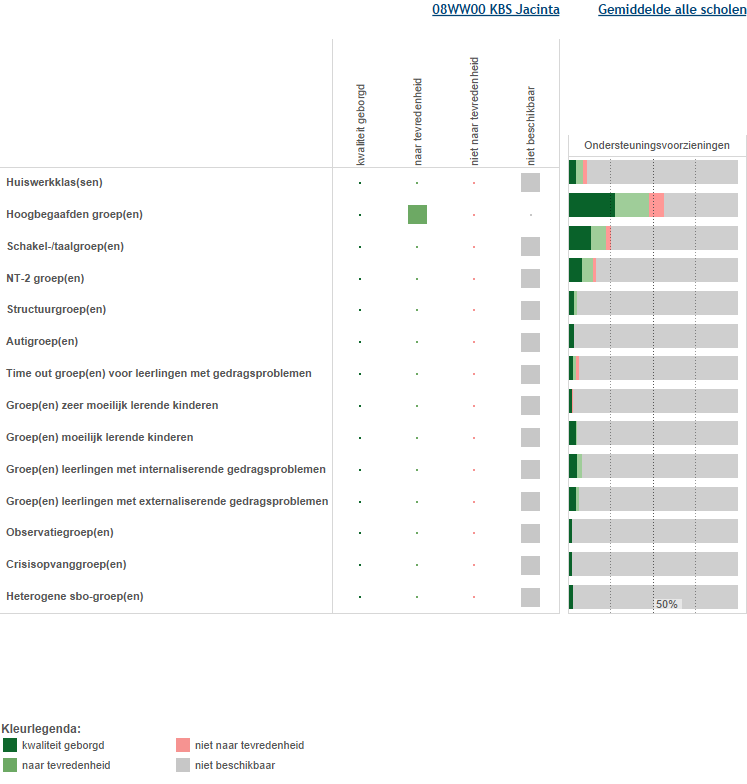 08WW00 KBS Jacinta
Gemiddelde alle scholen
kwaliteit geborgd
naar tevredenheid
niet naar tevredenheid
niet beschikbaar
Ondersteuningsvoorzieningen
Huiswerkklas(sen)
Hoogbegaafden groep(en)
Schakel-/taalgroep(en)
NT-2 groep(en)
Structuurgroep(en)
Autigroep(en)
Time out groep(en) voor leerlingen met gedragsproblemen
Groep(en) zeer moeilijk lerende kinderen
Groep(en) moeilijk lerende kinderen
Groep(en) leerlingen met internaliserende gedragsproblemen
Groep(en) leerlingen met externaliserende gedragsproblemen
Observatiegroep(en)
Crisisopvanggroep(en)
Heterogene sbo-groep(en)
50%
Kleurlegenda:
kwaliteit geborgd
niet naar tevredenheid
naar tevredenheid
niet beschikbaar